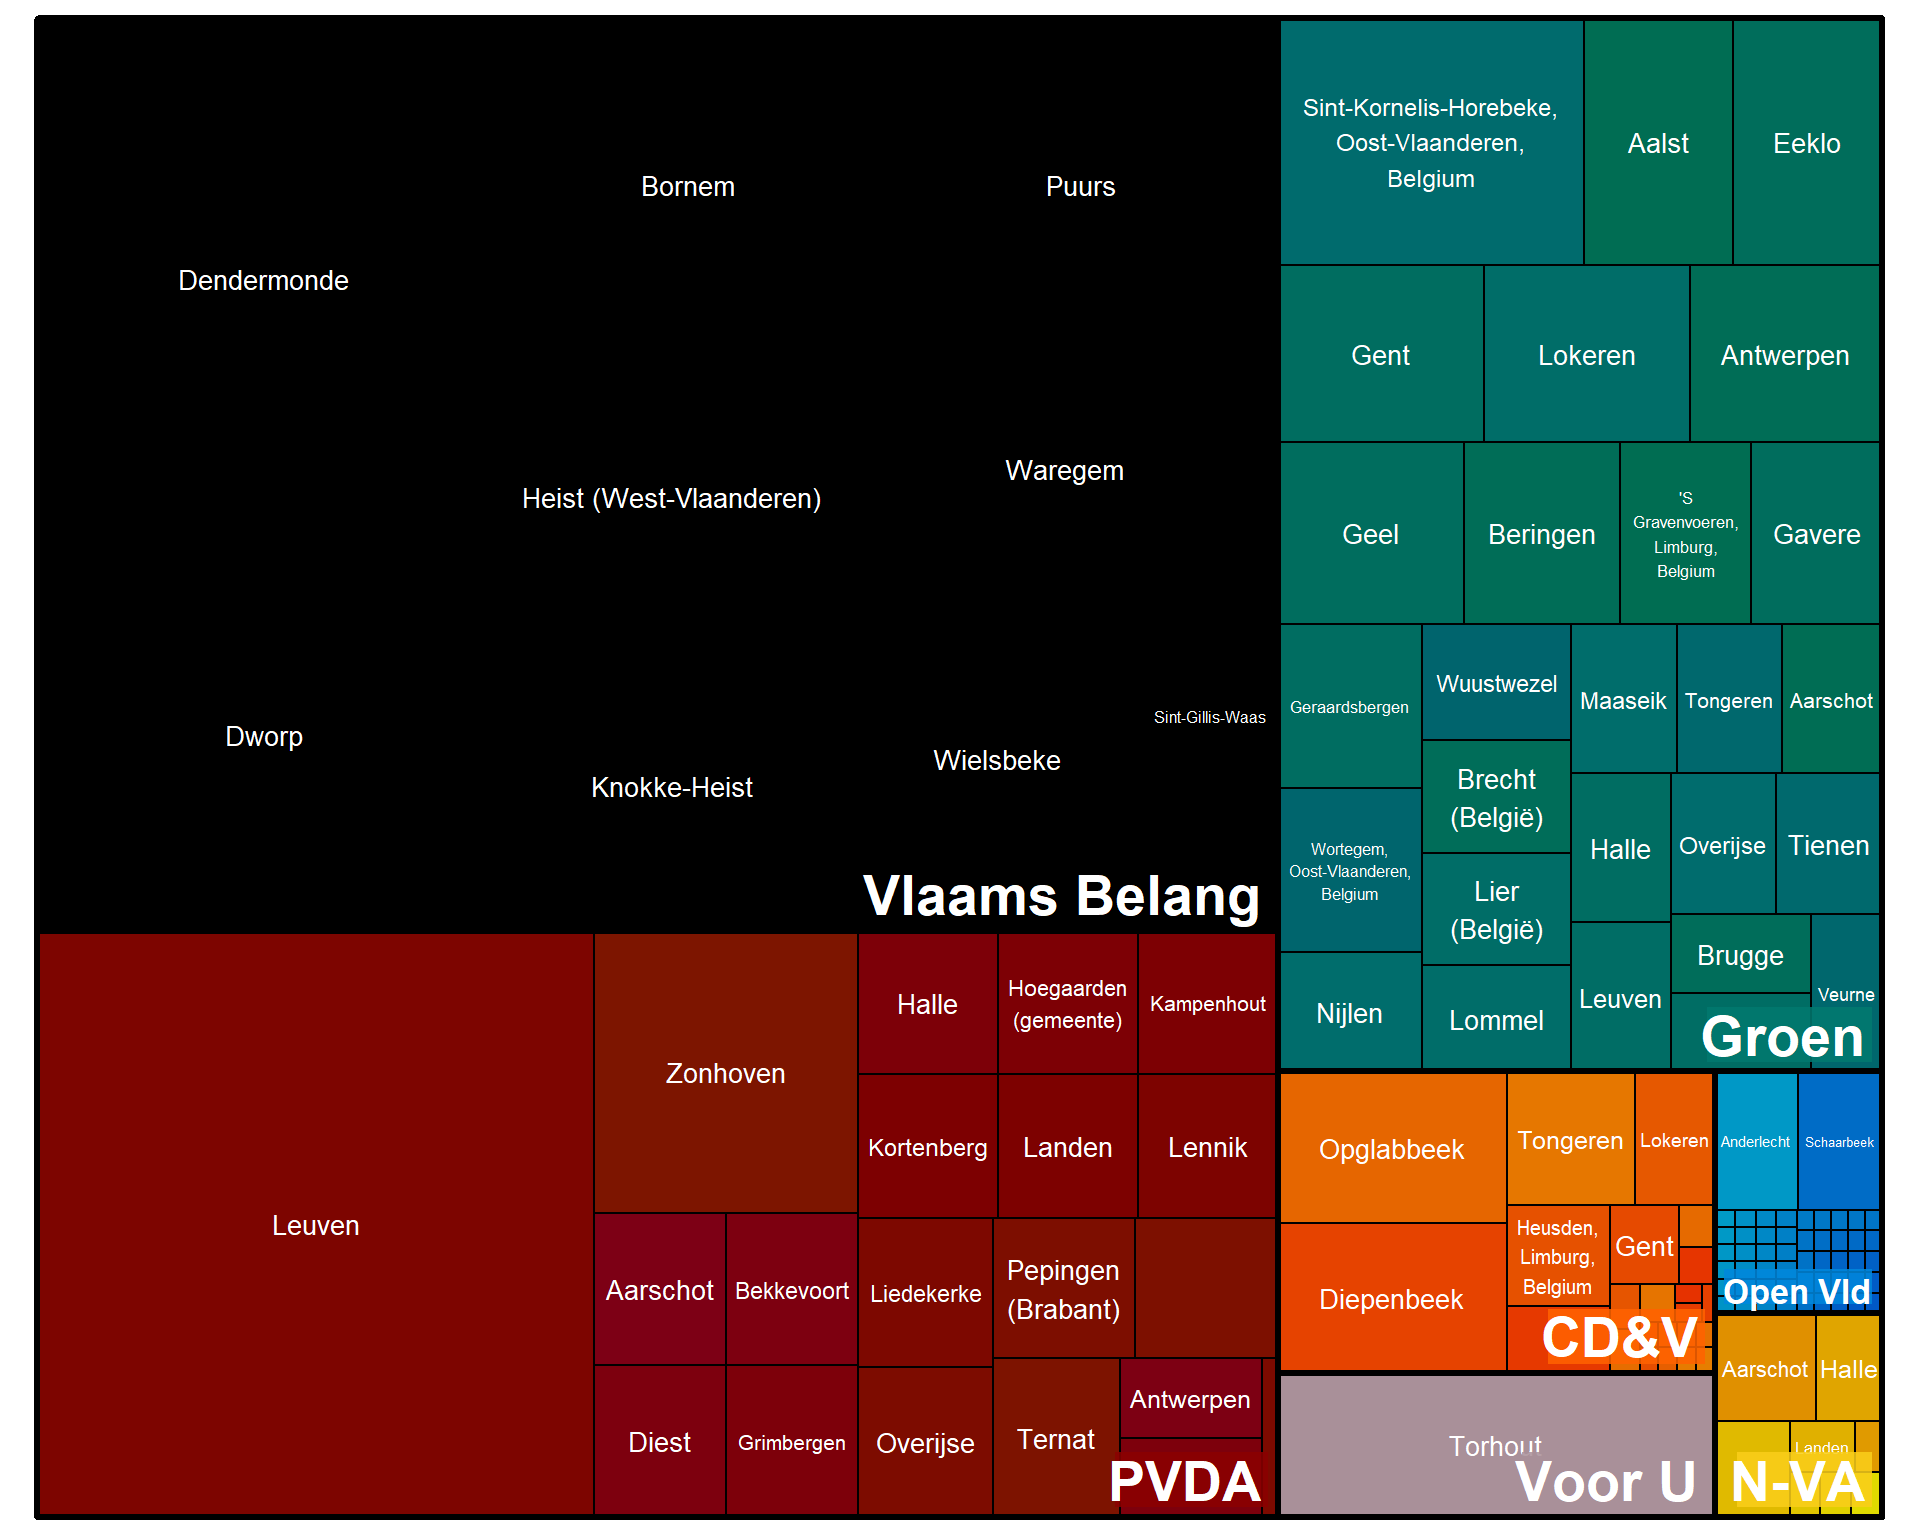 Bornem
Puurs
Dendermonde
Heist (West-Vlaanderen)
Waregem
Sint-Gillis-Waas
Dworp
Wielsbeke
Knokke-Heist
Vlaams Belang
Sint-Kornelis-Horebeke,
Oost-Vlaanderen,
Belgium
Aalst
Eeklo
Gent
Lokeren
Antwerpen
Geel
Beringen
'S
Gravenvoeren,
Limburg,
Belgium
Gavere
Geraardsbergen
Wuustwezel
Maaseik
Tongeren
Aarschot
Brecht
(België)
Wortegem,
Oost-Vlaanderen,
Belgium
Halle
Overijse
Tienen
Lier
(België)
Nijlen
Lommel
Leuven
Brugge
Veurne
Groen
Leuven
Zonhoven
Halle
Hoegaarden
(gemeente)
Kampenhout
Kortenberg
Landen
Lennik
Aarschot
Bekkevoort
Liedekerke
Pepingen
(Brabant)
Diest
Grimbergen
Overijse
Ternat
Antwerpen
PVDA
Opglabbeek
Tongeren
Lokeren
Diepenbeek
Heusden,
Limburg,
Belgium
Gent
CD&V
Anderlecht
Schaarbeek
Open Vld
Torhout
Voor U
Aarschot
Halle
Landen
N-VA